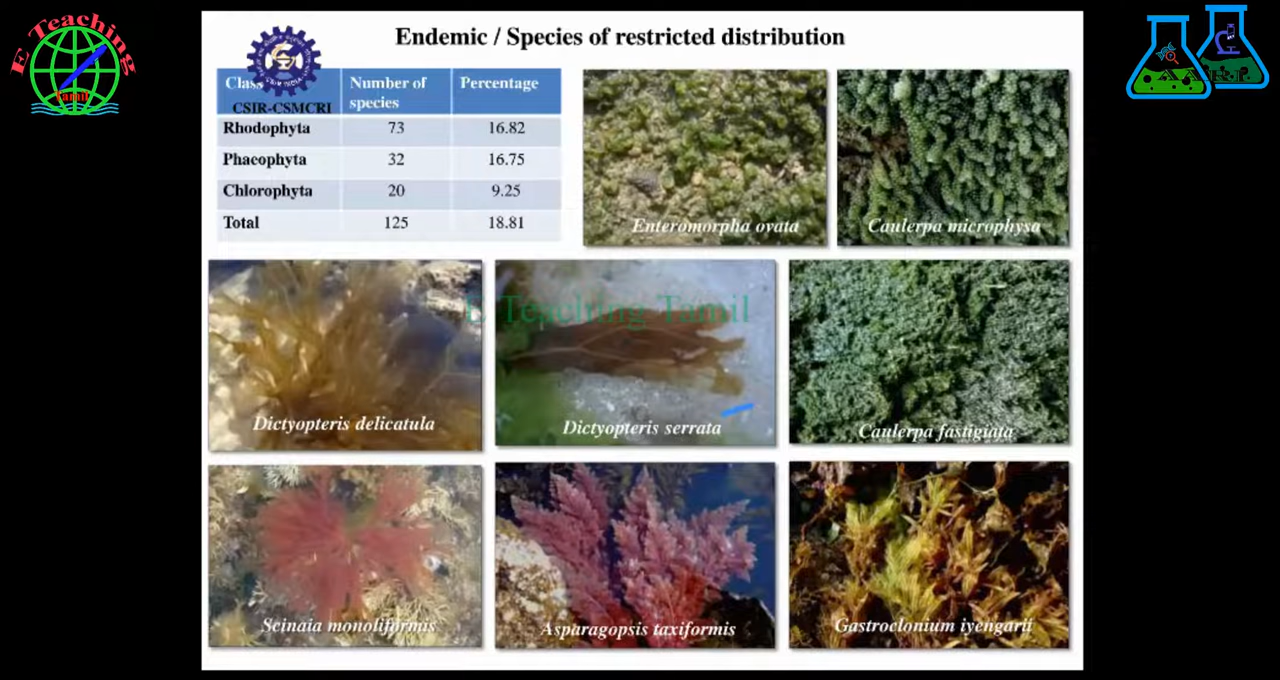 E Teaching
Tamil
Endemic / Species of restricted distribution
CSIR-CSMCRI
Class Number of species Percentage
Rhodophyta 73 16.82
Phaeophyta 32 16.75
Chlorophyta 20 9.25
Total 125 18.81
Enteromorpha ovata
Caulerpa microphysa
E Teaching Tamil
Dictyopteris delicatula
Dictyopteris serrata
Caulerpa fastigiata
Scinaia monoliformis
Asparagopsis taxiformis
Gastroclonium iyengarii